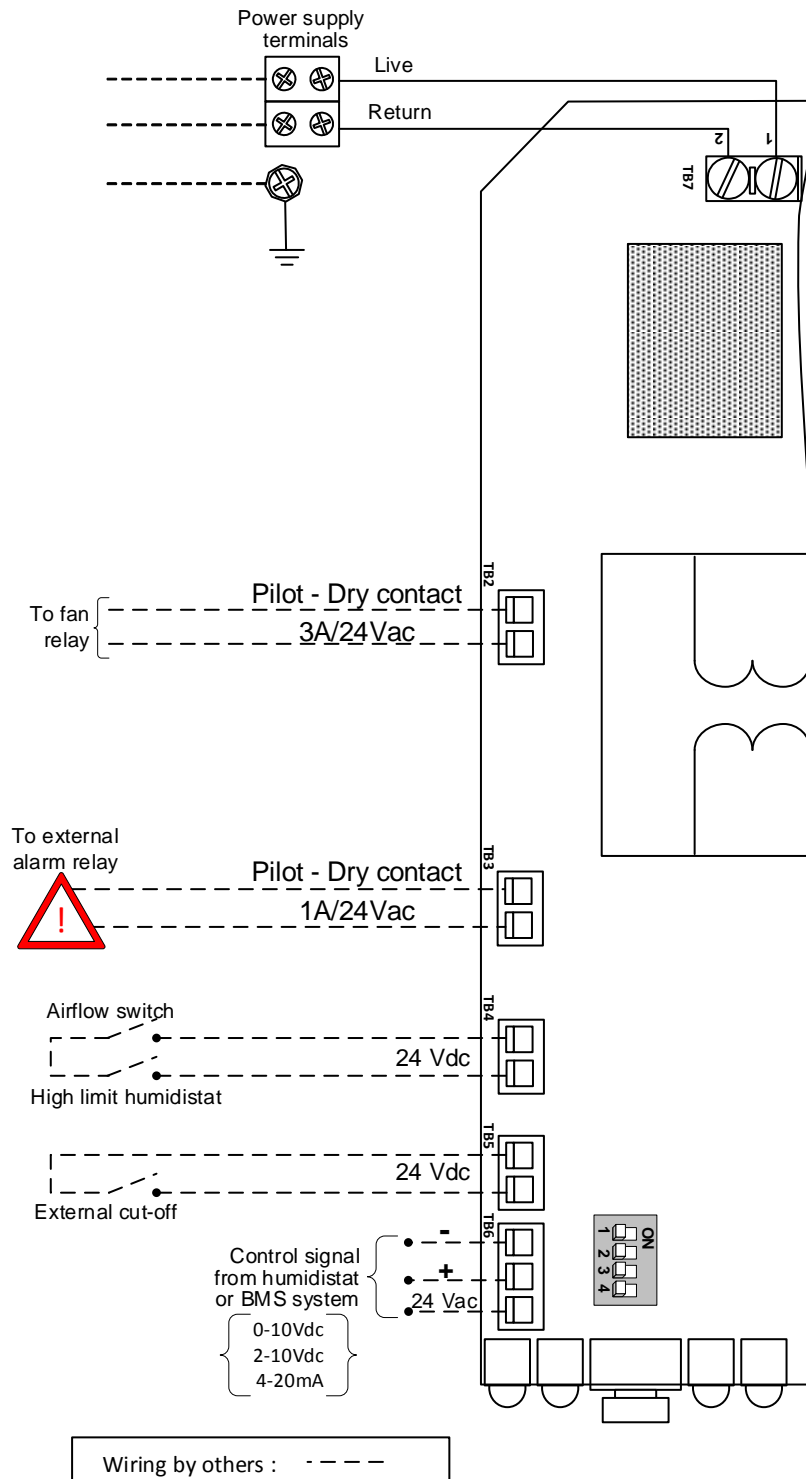 Power supply
terminals
Live
Return
2 1
TB7
TB2
Pilot - Dry contact
To fan
relay
3A/24Vac
To external
alarm relay
TB3
Pilot - Dry contact
!
1A/24Vac
TB4
Airflow switch
24 Vdc
High limit humidistat
TB5
24 Vdc
External cut-off
TB6
-
Control signal
from humidistat
or BMS system
+
24 Vac
0-10Vdc
2-10Vdc
4-20mA
ON
1
2
3
4
Wiring by others :